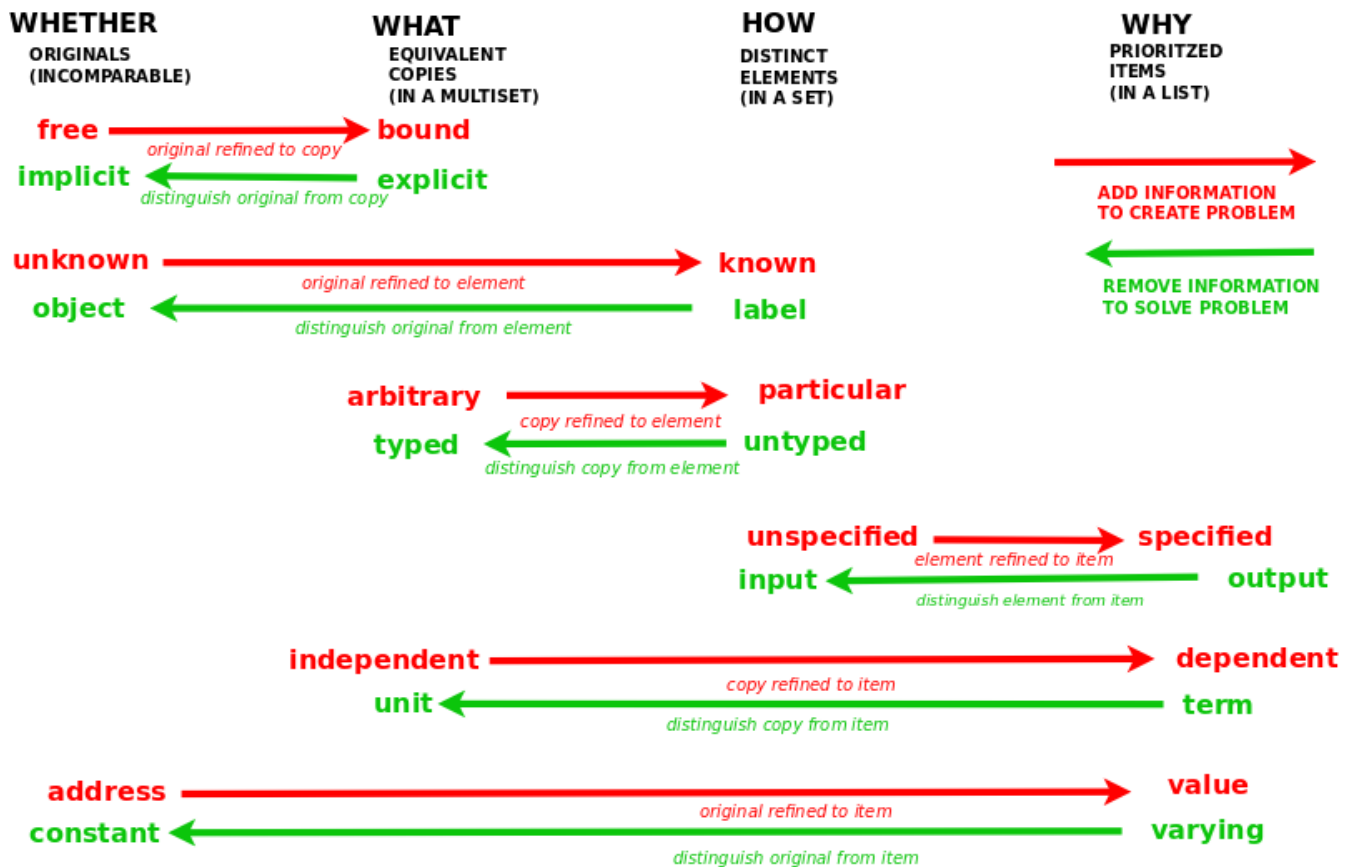 WHETHER
ORIGINALS
(INCOMPARABLE)
WHAT
EQUIVALENT
COPIES
(IN A MULTISET)
HOW
DISTINCT
ELEMENTS
(IN A SET)
WHY
PRIORITZED
ITEMS
(IN A LIST)
free
bound
original refined to copy
implicit
explicit
distinguish original from copy
ADD INFORMATION
TO CREATE PROBLEM
REMOVE INFORMATION
TO SOLVE PROBLEM
unknown
known
original refined to element
object
label
distinguish original from element
arbitrary
particular
copy refined to element
typed
untyped
distinguish copy from element
unspecified
specified
element refined to item
input
output
distinguish element from item
independent
dependent
copy refined to item
unit
term
distinguish copy from item
address
value
original refined to item
constant
varying
distinguish original from item